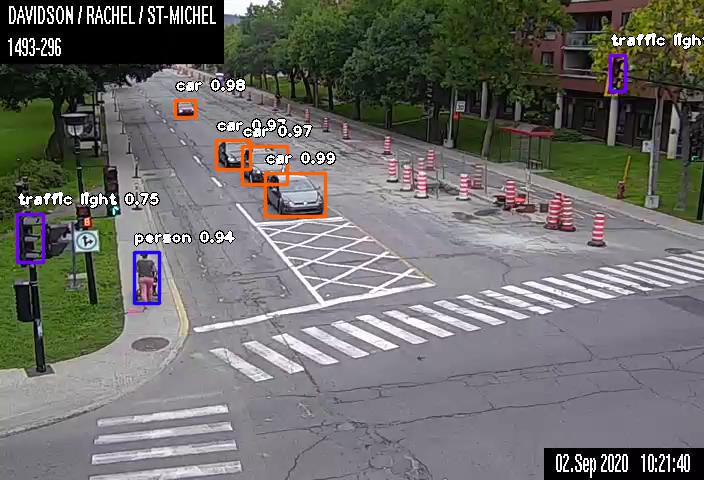 DAVIDSON / RACHEL / ST-MICHEL
1493-296
traffic light
car 0.98
car 0.97
car 0.97
car 0.99
traffic light 0.75
person 0.94
02.Sep 2020 10:21:40